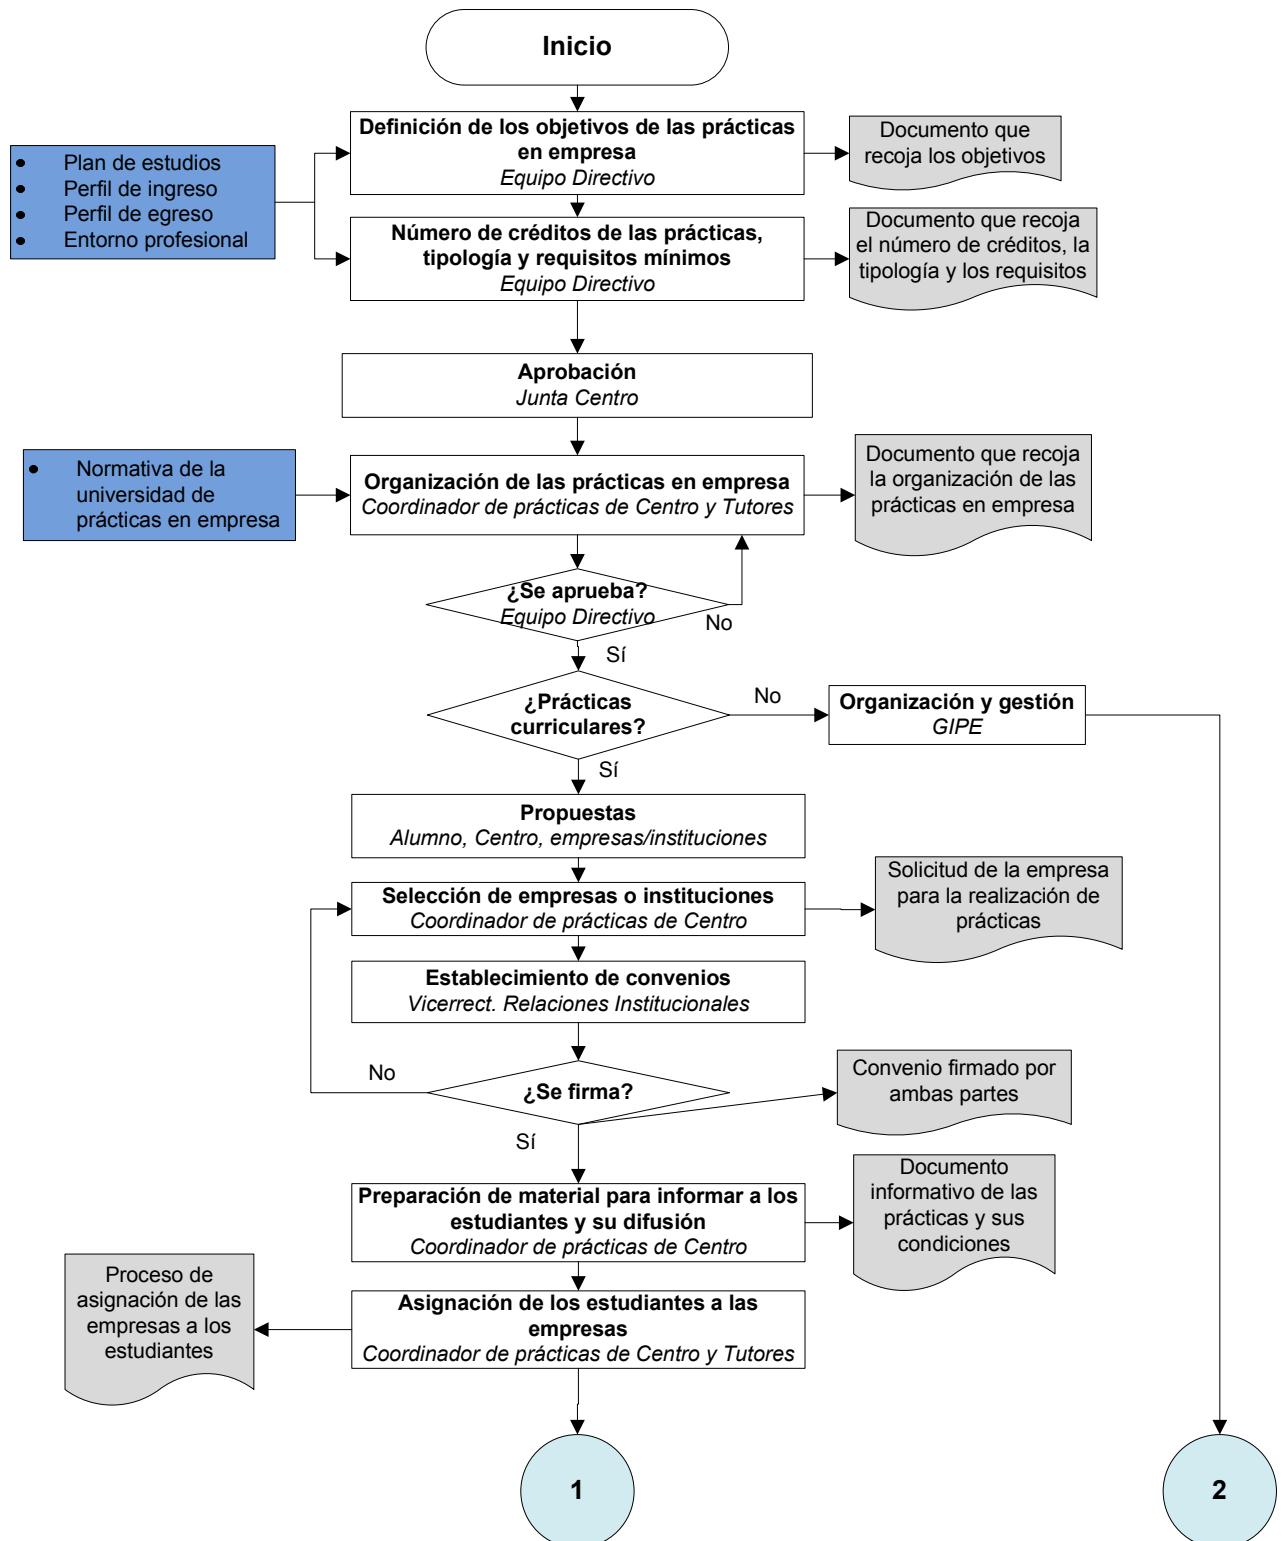 Inicio
Definición de los objetivos de las prácticas
en empresa
Equipo Directivo
Documento que
recoja los objetivos
• Plan de estudios
• Perfil de ingreso
• Perfil de egreso
• Entorno profesional
Número de créditos de las prácticas,
tipología y requisitos mínimos
Equipo Directivo
Documento que recoja
el número de créditos, la
tipología y los requisitos
Aprobación
Junta Centro
• Normativa de la
universidad de
prácticas en empresa
Organización de las prácticas en empresa
Coordinador de prácticas de Centro y Tutores
Documento que recoja
la organización de las
prácticas en empresa
¿Se aprueba?
Equipo Directivo
No
Sí
¿Prácticas
curriculares?
No
Organización y gestión
GIPE
Sí
Propuestas
Alumno, Centro, empresas/instituciones
Selección de empresas o instituciones
Coordinador de prácticas de Centro
Solicitud de la empresa
para la realización de
prácticas
Establecimiento de convenios
Vicerrect. Relaciones Institucionales
No
¿Se firma?
Convenio firmado por
ambas partes
Sí
Preparación de material para informar a los
estudiantes y su difusión
Coordinador de prácticas de Centro
Documento
informativo de las
prácticas y sus
condiciones
Proceso de
asignación de las
empresas a los
estudiantes
Asignación de los estudiantes a las
empresas
Coordinador de prácticas de Centro y Tutores
1
2